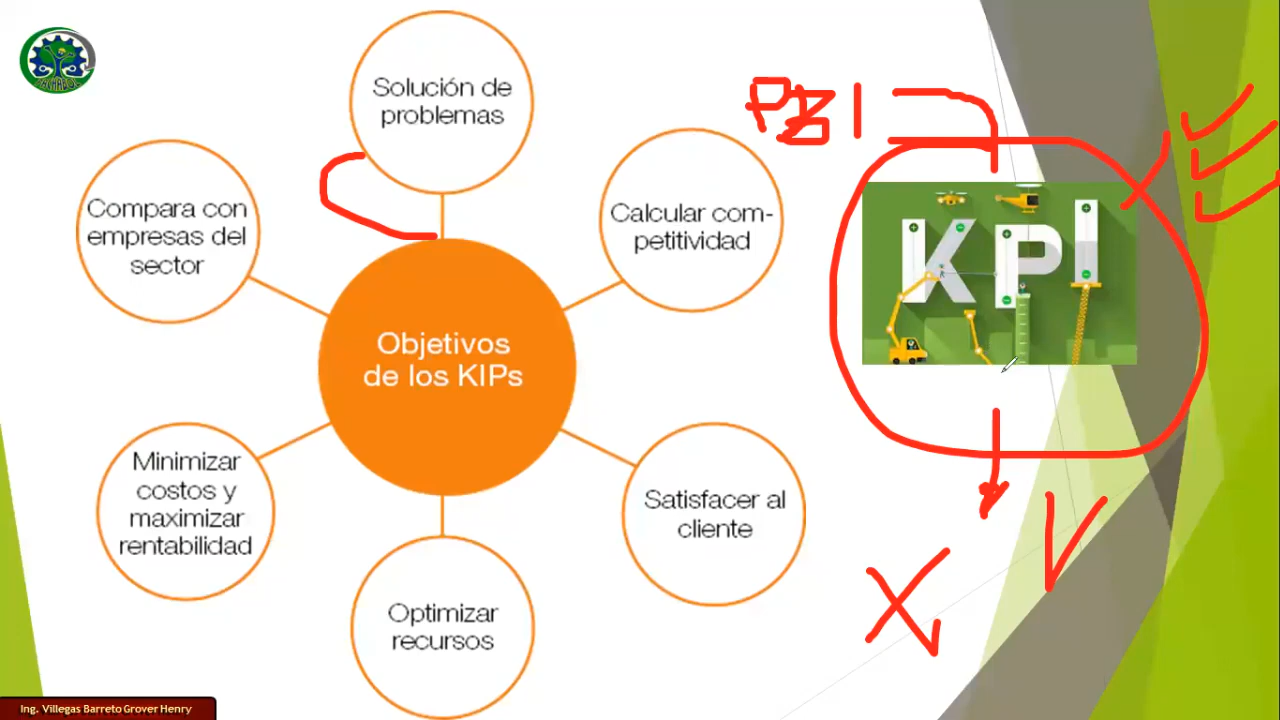 Solución de
problemas
Compara con
empresas del
sector
Calcular com-
petitividad
Objetivos
de los KIPs
Minimizar
costos y
maximizar
rentabilidad
Satisfacer al
cliente
Optimizar
recursos
KPI
Ing. Villegas Barreto Grover Henry